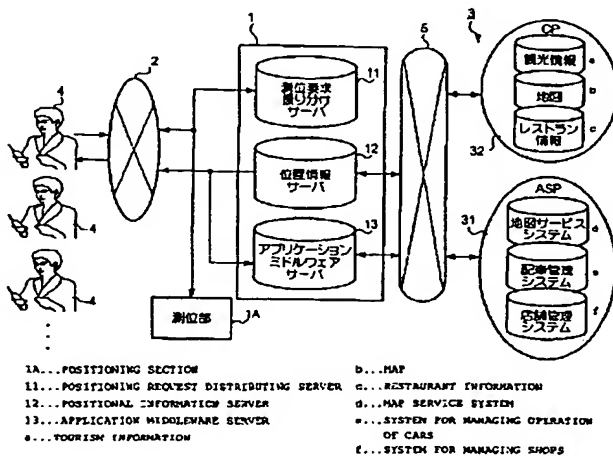 1
2
5
3
CP
観光情報
a
地図
b
レストラン
情報
c
32
4
測位要求
振り分け
サーバ
11
12
位置情報
サーバ
4
13
アプリケーション
ミドルウェア
サーバ
4
測位部
1A
ASP
31
地図サービス
システム
d
配車管理
システム
e
店舗管理
システム
f
1A...POSITIONING SECTION
11...POSITIONING REQUEST DISTRIBUTING SERVER
12...POSITIONAL INFORMATION SERVER
13...APPLICATION MIDDLEWARE SERVER
a...TOURISM INFORMATION
b...MAP
c...RESTAURANT INFORMATION
d...MAP SERVICE SYSTEM
e...SYSTEM FOR MANAGING OPERATION
OF CARS
f...SYSTEM FOR MANAGING SHOPS